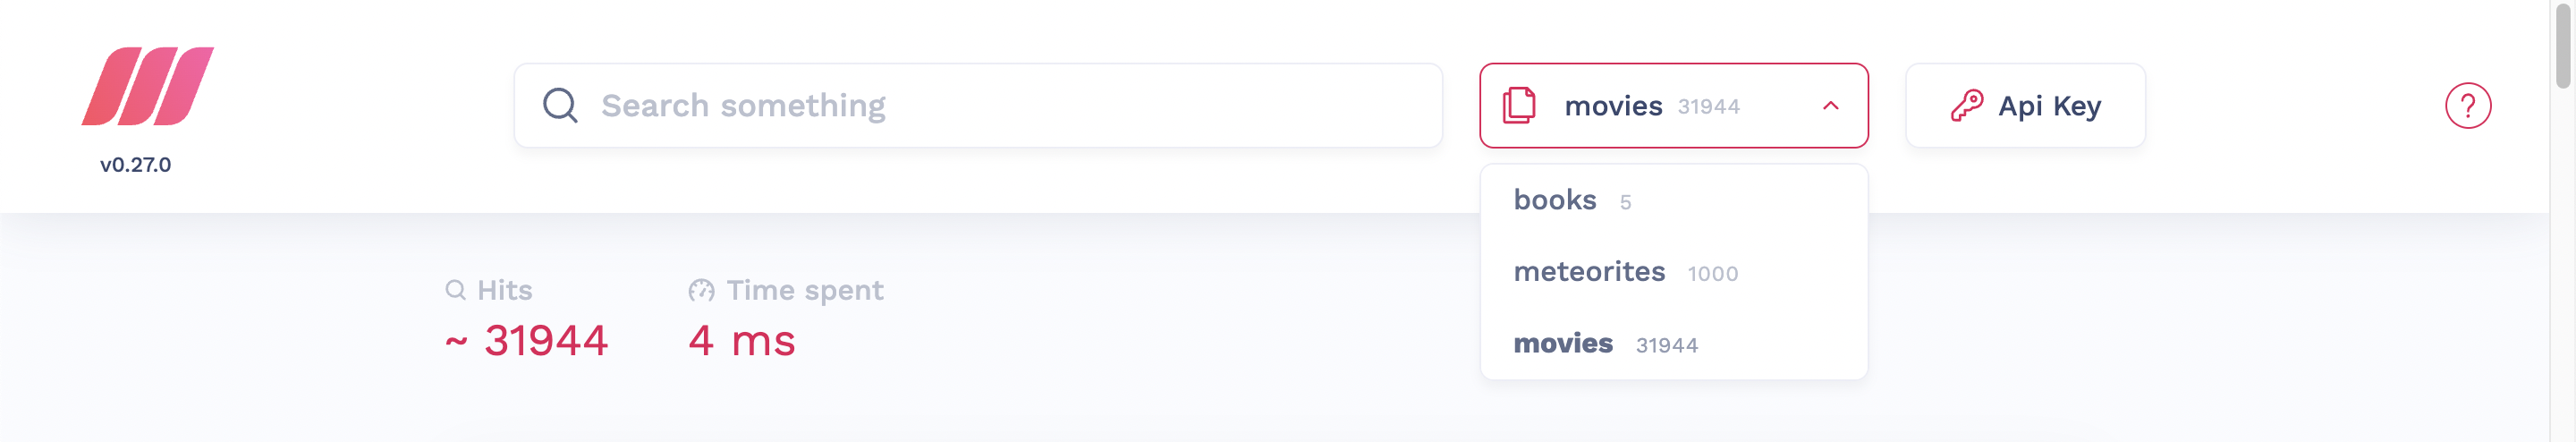 v0.27.0
Search something
movies 31944
Api Key
?
books 5
meteorites 1000
movies 31944
Hits
~ 31944
Time spent
4 ms